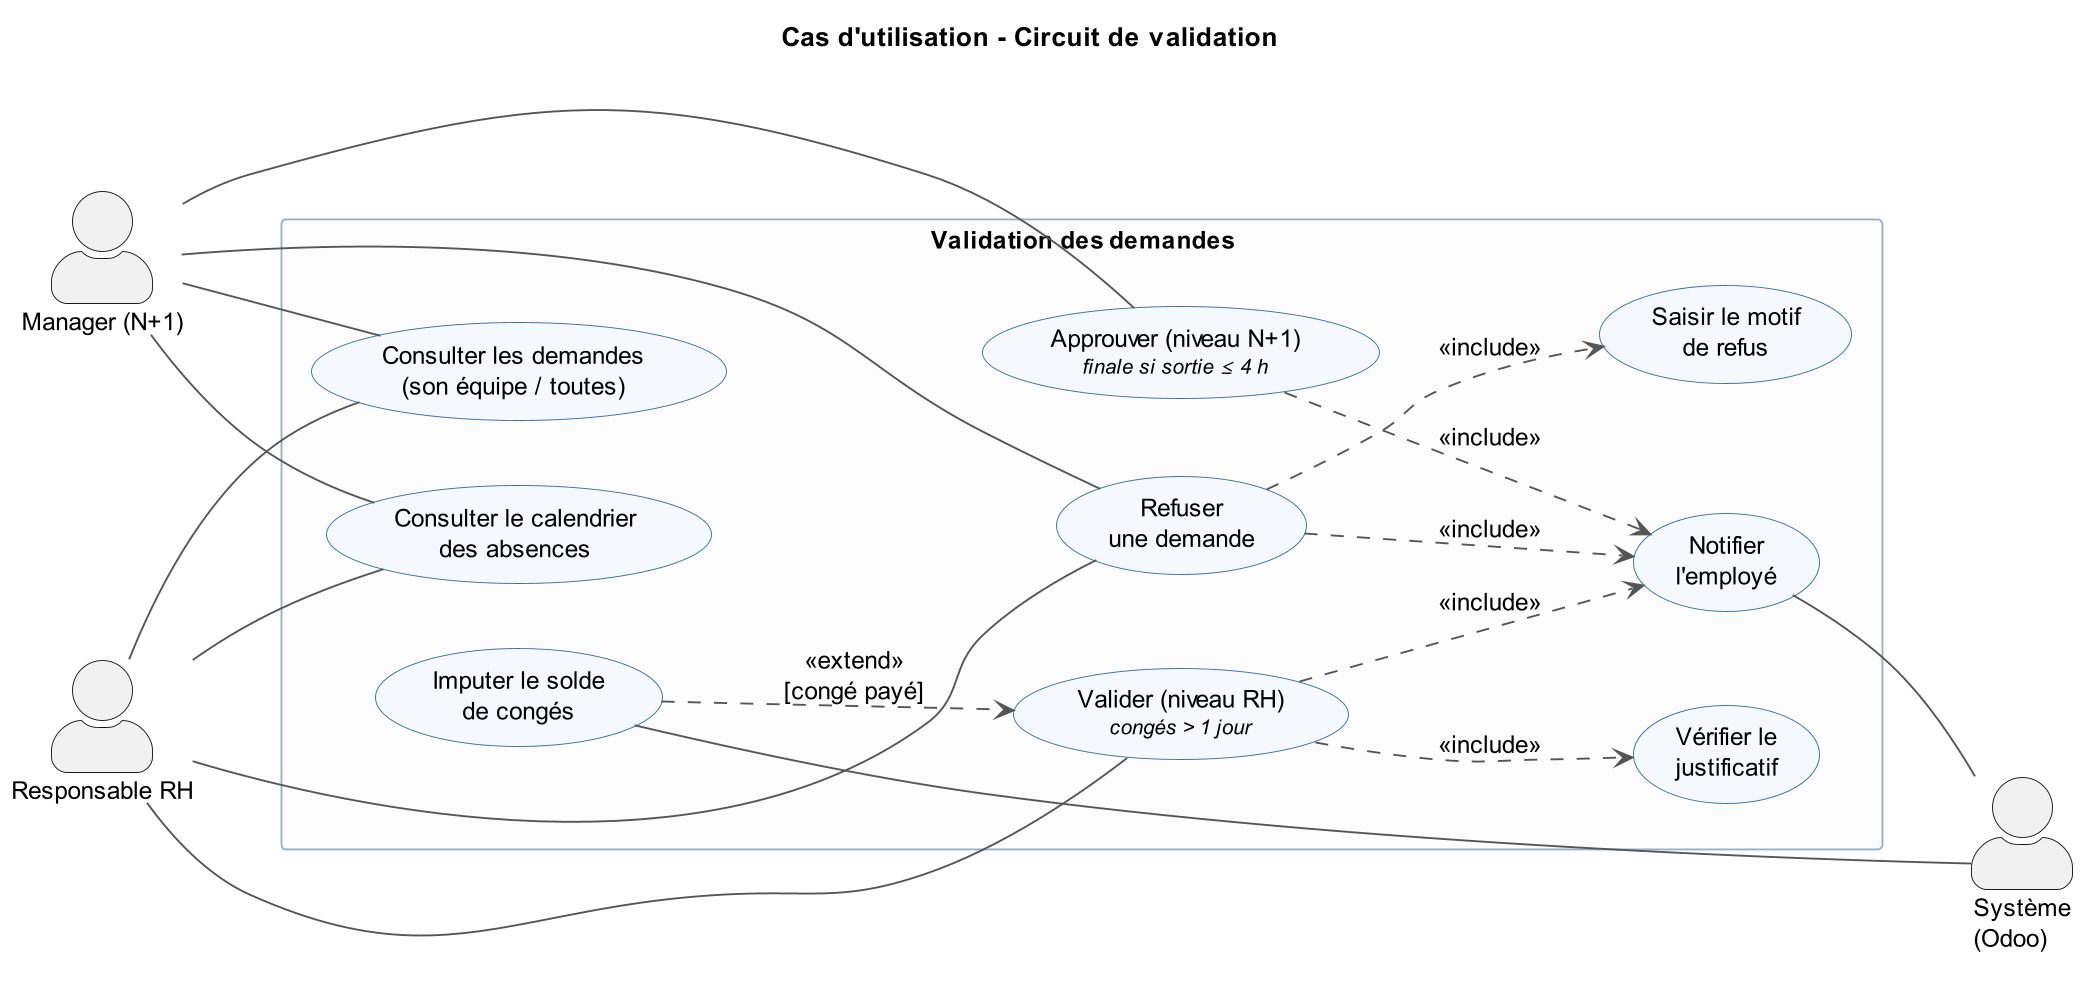 Cas d'utilisation - Circuit de validation
Validation des demandes
Manager (N+1)
Responsable RH
Système
(Odoo)
Consulter les demandes
(son équipe / toutes)
Consulter le calendrier
des absences
Imputer le solde
de congés
«extend»
[congé payé]
Approuver (niveau N+1)
finale si sortie ≤ 4 h
Refuser
une demande
Valider (niveau RH)
congés > 1 jour
«include»
«include»
«include»
«include»
«include»
Saisir le motif
de refus
Notifier
l'employé
Vérifier le
justificatif